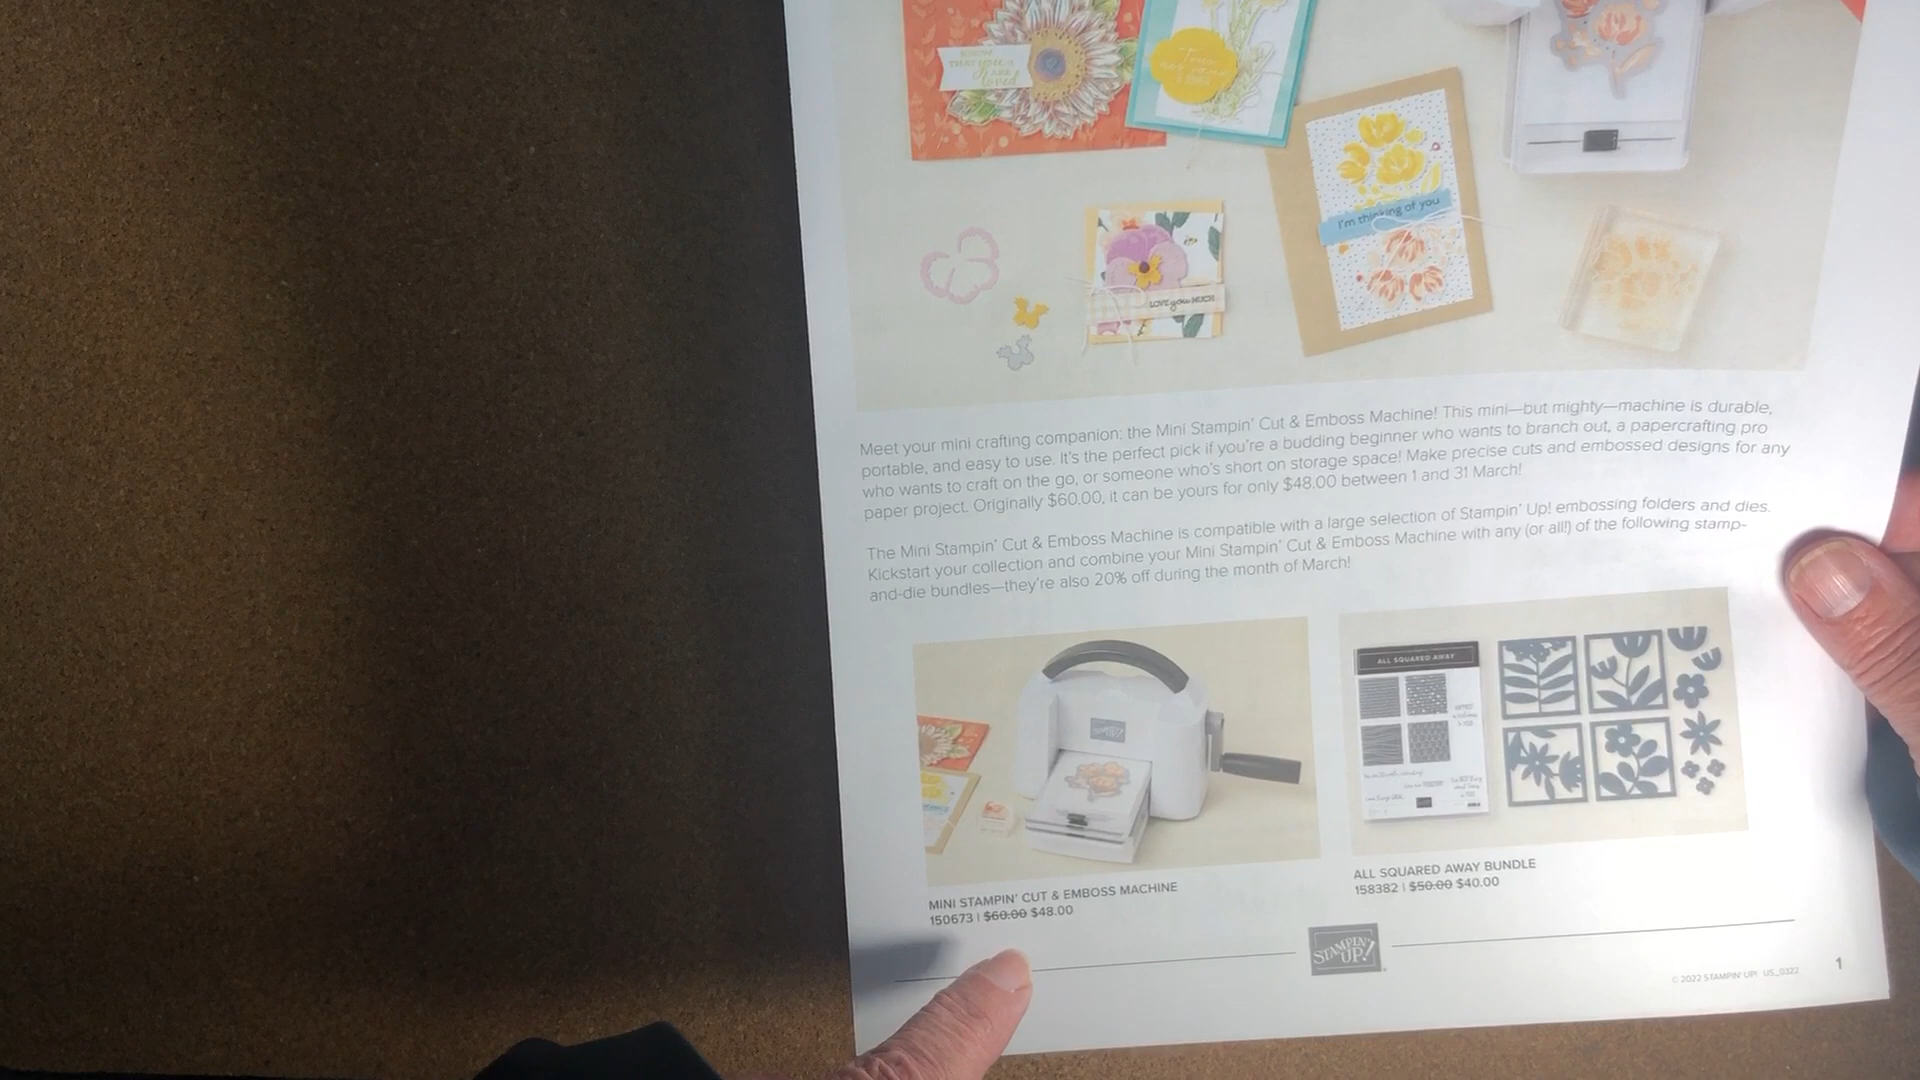 I'm thinking of you
LOVE you MUCH
Meet your mini crafting companion: the Mini Stampin' Cut & Emboss Machine! This mini—but mighty—machine is durable,
portable, and easy to use. It's the perfect pick if you're a budding beginner who wants to branch out, a papercrafting pro
who wants to craft on the go, or someone who's short on storage space! Make precise cuts and embossed designs for any
paper project. Originally $60.00, it can be yours for only $48.00 between 1 and 31 March!
The Mini Stampin' Cut & Emboss Machine is compatible with a large selection of Stampin' Up! embossing folders and dies.
Kickstart your collection and combine your Mini Stampin' Cut & Emboss Machine with any (or all!) of the following stamp-
and-die bundles—they're also 20% off during the month of March!
STAMPIN' UP!
ALL SQUARED AWAY
MINI STAMPIN' CUT & EMBOSS MACHINE
150673 | $60.00 $48.00
ALL SQUARED AWAY BUNDLE
158382 | $50.00 $40.00
STAMPIN'
UP!
© 2022 STAMPIN' UP! US_0322
1